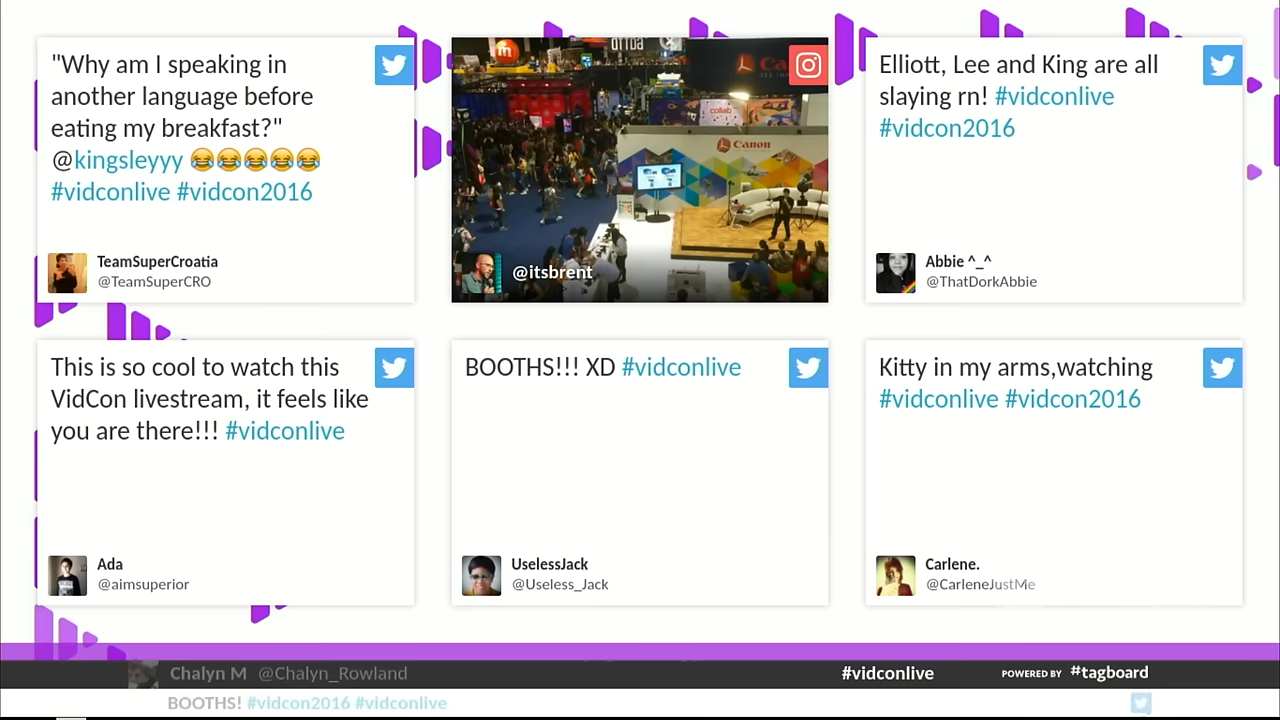 "Why am I speaking in
another language before
eating my breakfast?"
@kingsleyyy 😂😂😂😂😂
#vidconlive #vidcon2016
TeamSuperCroatia
@TeamSuperCRO
Canon
collab
Canon
@itsbrent
Elliott, Lee and King are all
slaying rn! #vidconlive
#vidcon2016
Abbie ^_^
@ThatDorkAbbie
This is so cool to watch this
VidCon livestream, it feels like
you are there!!! #vidconlive
Ada
@aimsuperior
BOOTHS!!! XD #vidconlive
UselessJack
@Useless_Jack
Kitty in my arms,watching
#vidconlive #vidcon2016
Carlene.
@CarleneJustMe
Chalyn M @Chalyn_Rowland
#vidconlive
POWERED BY #tagboard
BOOTHS! #vidcon2016 #vidconlive